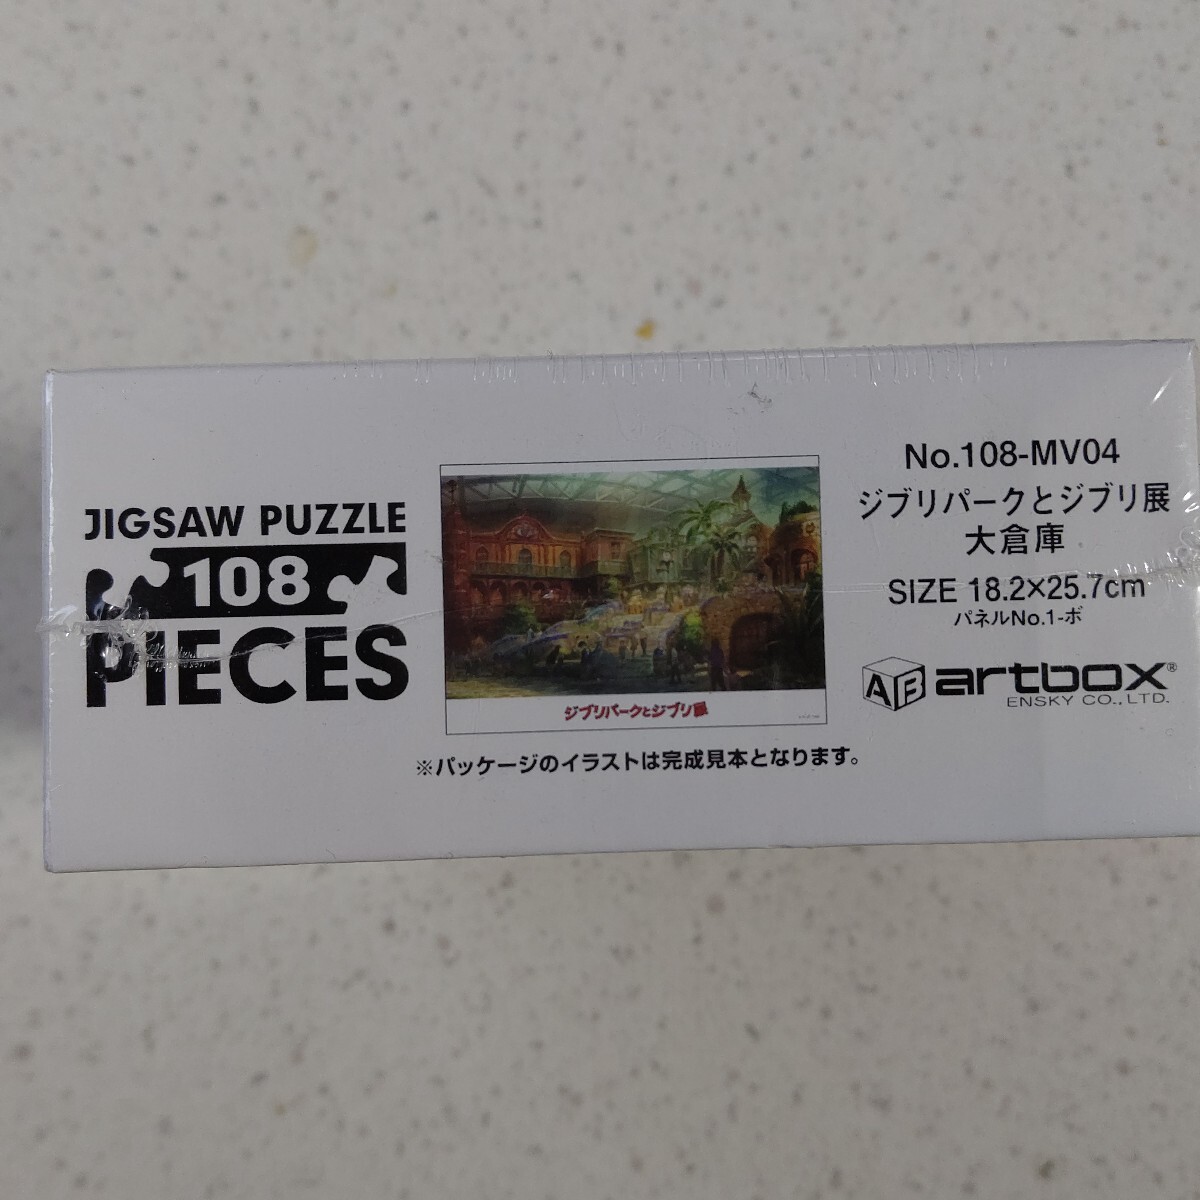 JIGSAW PUZZLE
108
PIECES
ジブリパークとジブリ展
※パッケージのイラストは完成見本となります。
No.108-MV04
ジブリパークとジブリ展
大倉庫
SIZE 18.2×25.7cm
パネルNo.1-ボ
AB artbox®
ENSKY CO.,LTD.